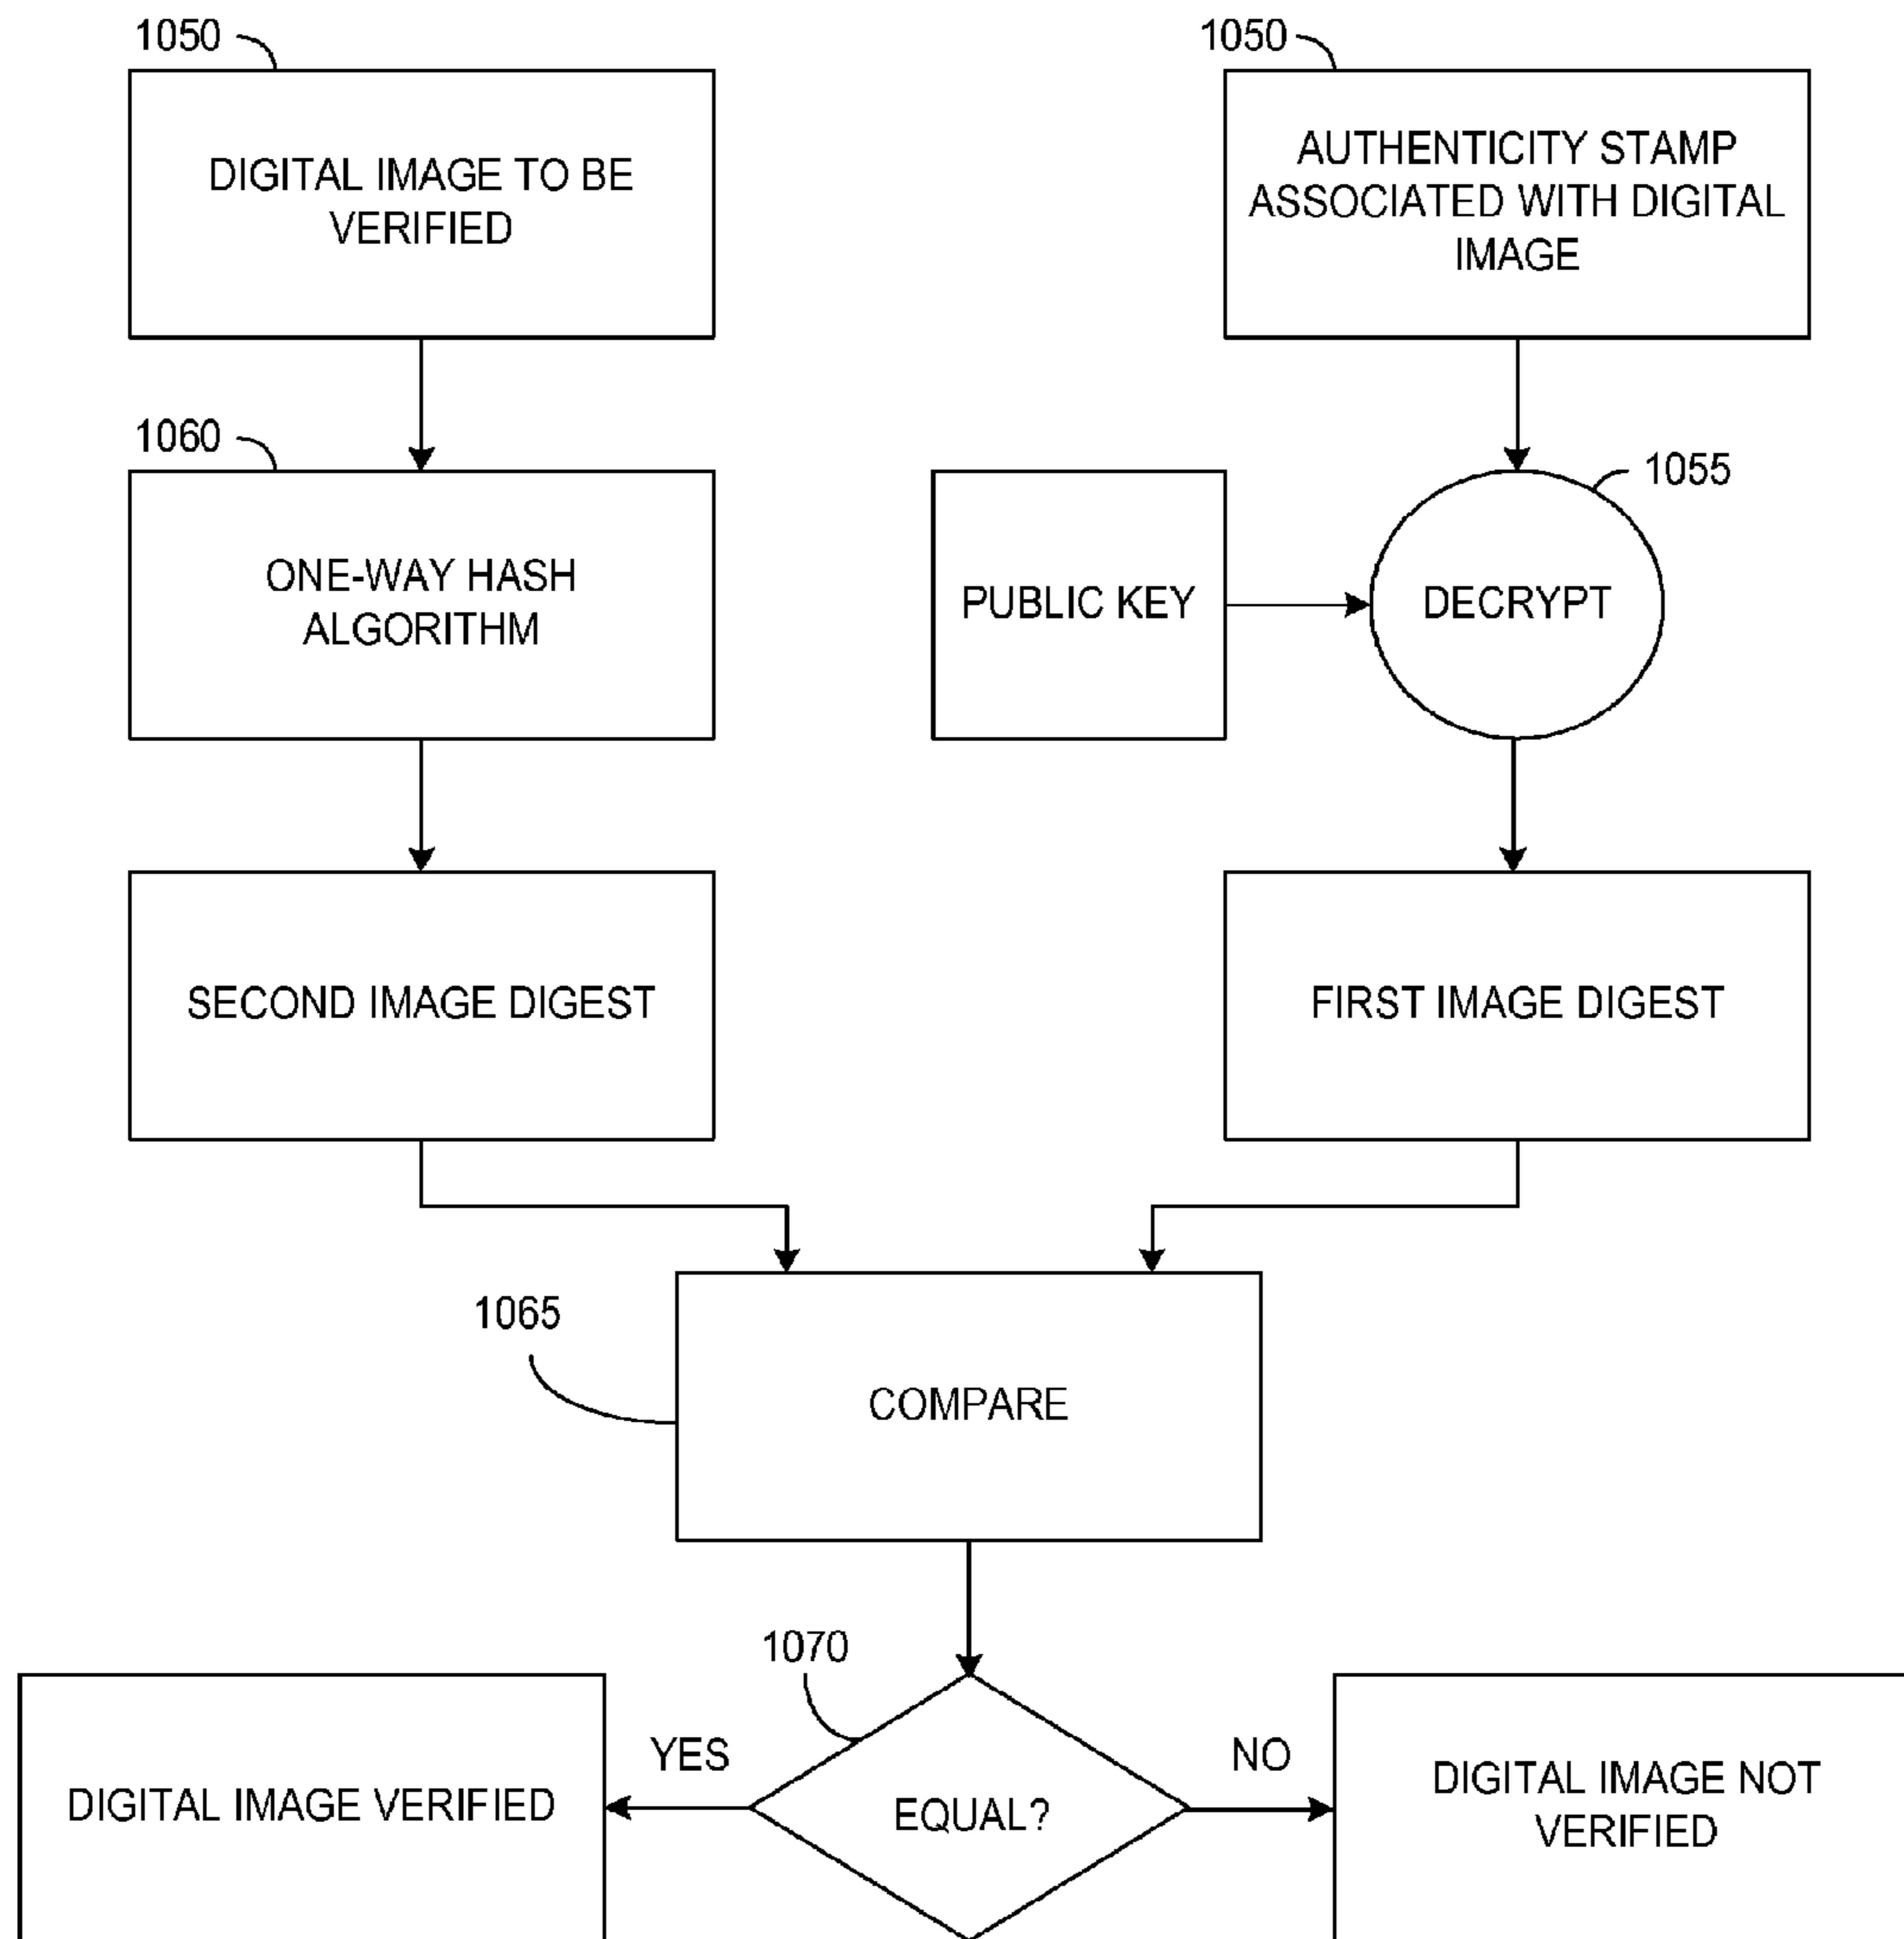 1050
1050
DIGITAL IMAGE TO BE
VERIFIED
AUTHENTICITY STAMP
ASSOCIATED WITH DIGITAL
IMAGE
1060
1055
ONE-WAY HASH
ALGORITHM
PUBLIC KEY
DECRYPT
SECOND IMAGE DIGEST
FIRST IMAGE DIGEST
1065
COMPARE
1070
YES
NO
DIGITAL IMAGE VERIFIED
EQUAL?
DIGITAL IMAGE NOT
VERIFIED